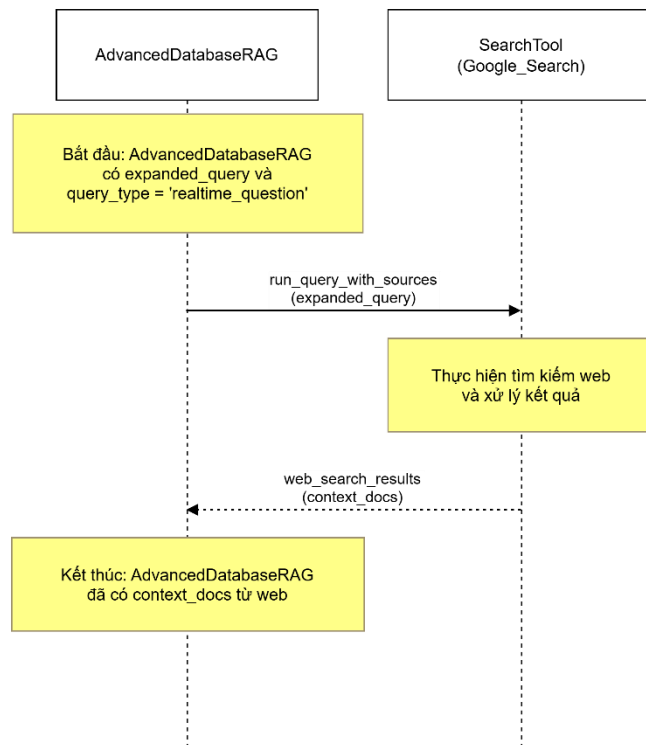 AdvancedDatabaseRAG
SearchTool
(Google_Search)
Bắt đầu: AdvancedDatabaseRAG
có expanded_query và
query_type = 'realtime_question'
run_query_with_sources
(expanded_query)
Thực hiện tìm kiếm web
và xử lý kết quả
web_search_results
(context_docs)
Kết thúc: AdvancedDatabaseRAG
đã có context_docs từ web